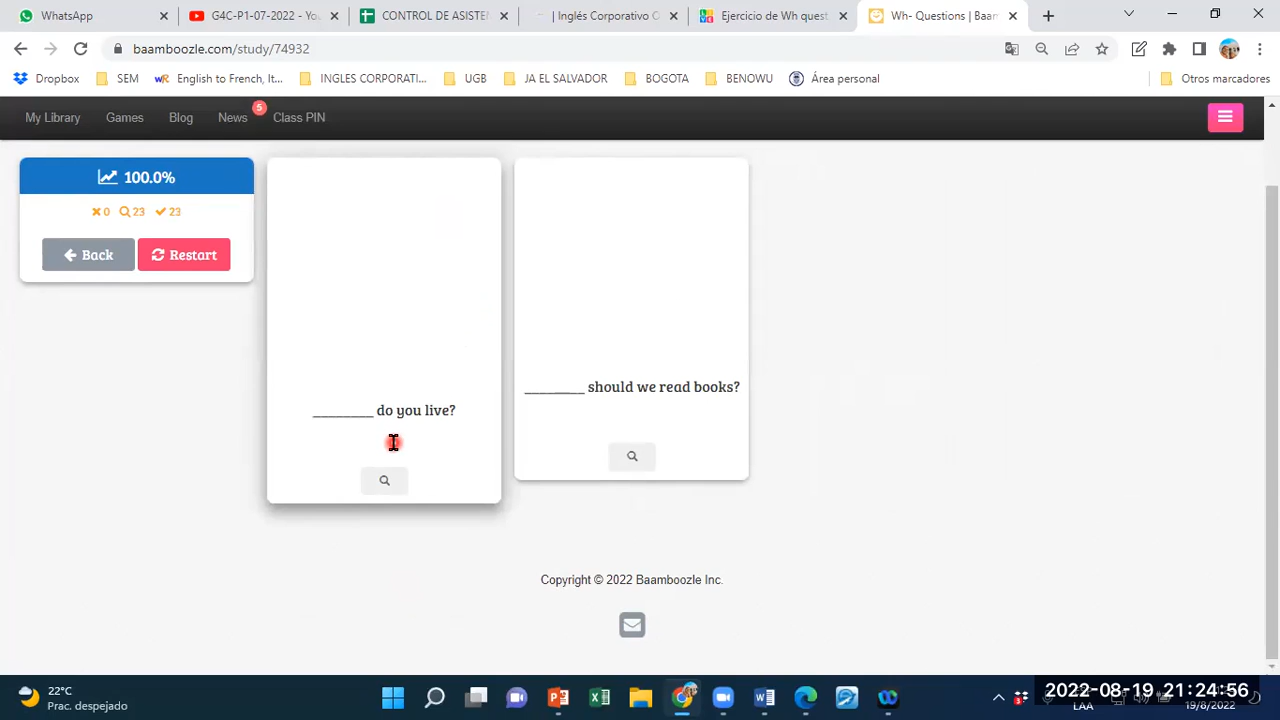 WhatsApp
G4C-P1-07-2022 - Yo
CONTROL DE ASISTEN
| Inglés Corporativo O
Ejercicio de Wh quest
Wh- Questions | Baam
baamboozle.com/study/74932
Dropbox
SEM
English to French, It...
INGLES CORPORATI...
UGB
JA EL SALVADOR
BOGOTA
BENOWU
Área personal
Otros marcadores
My Library
Games
Blog
News
5
Class PIN
100.0%
0 23 23
Back
Restart
________ do you live?
________ should we read books?
Copyright © 2022 Baamboozle Inc.
22°C
Prac. despejado
3
LAA
2022-08-19 21:24:56
19/8/2022